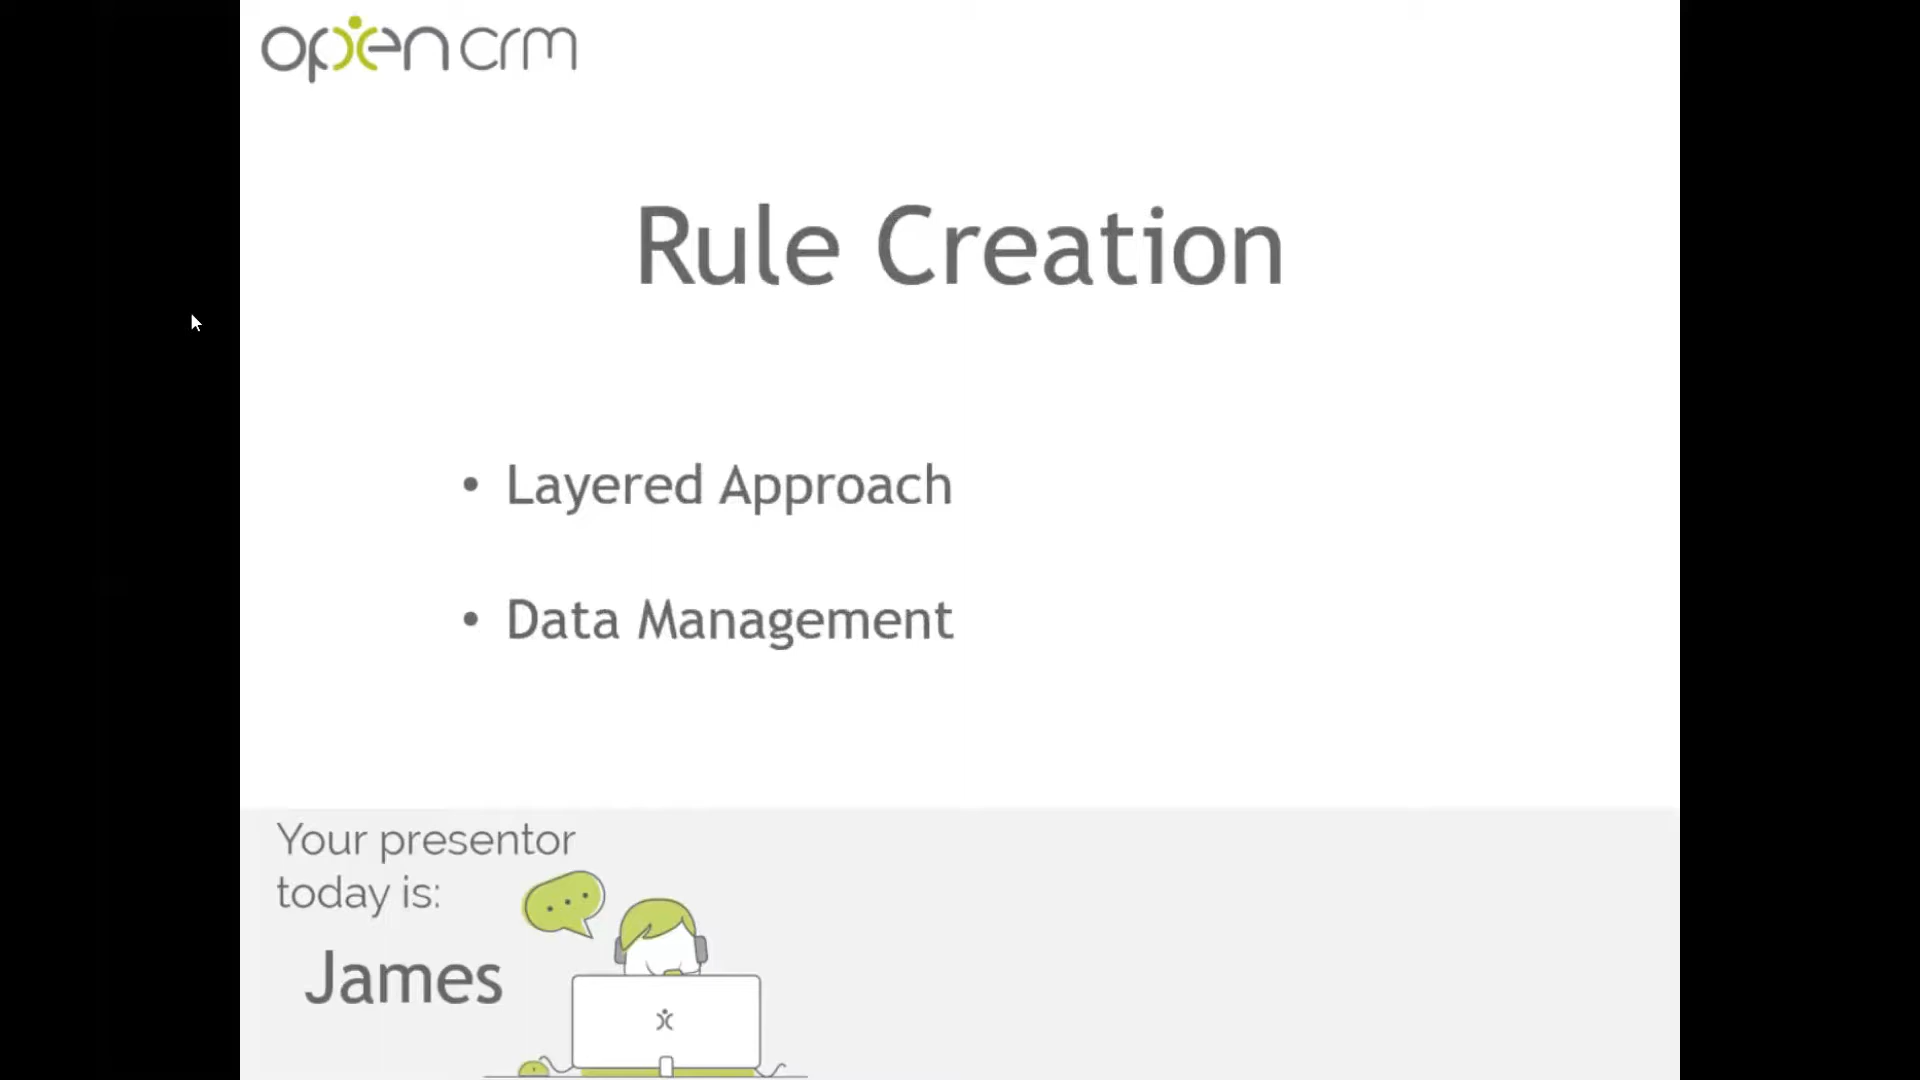 open crm
Rule Creation
• Layered Approach
• Data Management
Your presentor
today is:
James